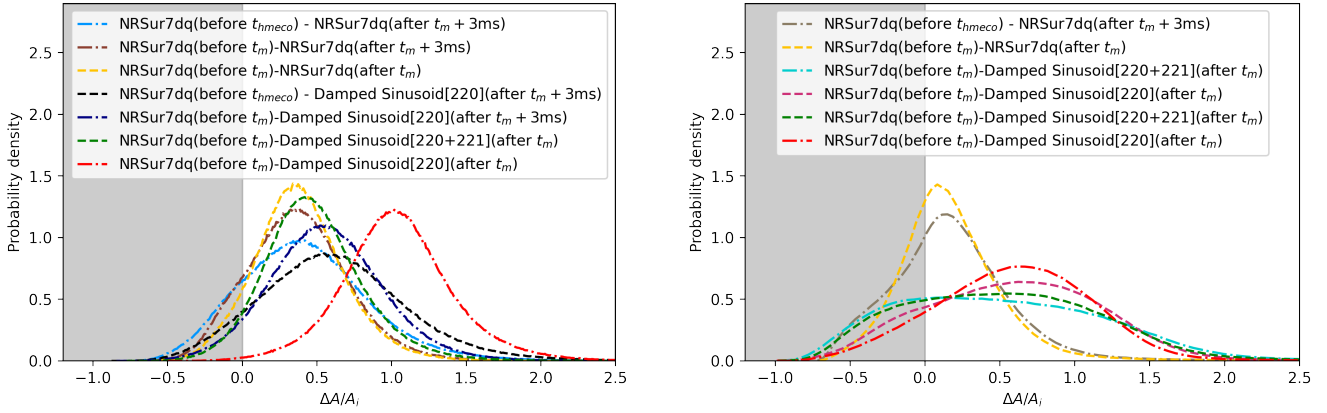 NRSur7dq(before t_hmeco) - NRSur7dq(after t_m + 3ms)
NRSur7dq(before t_m)-NRSur7dq(after t_m + 3ms)
NRSur7dq(before t_m)-NRSur7dq(after t_m)
NRSur7dq(before t_hmeco) - Damped Sinusoid[220](after t_m + 3ms)
NRSur7dq(before t_m)-Damped Sinusoid[220](after t_m + 3ms)
NRSur7dq(before t_m)-Damped Sinusoid[220+221](after t_m)
NRSur7dq(before t_m)-Damped Sinusoid[220](after t_m)
Probability density
2.5
2.0
1.5
1.0
0.5
0.0
−1.0 −0.5 0.0 0.5 1.0 1.5 2.0 2.5
ΔA/A_i
NRSur7dq(before t_hmeco) - NRSur7dq(after t_m + 3ms)
NRSur7dq(before t_m)-NRSur7dq(after t_m)
NRSur7dq(before t_m)-Damped Sinusoid[220+221](after t_m)
NRSur7dq(before t_m)-Damped Sinusoid[220](after t_m)
NRSur7dq(before t_m)-Damped Sinusoid[220+221](after t_m)
NRSur7dq(before t_m)-Damped Sinusoid[220](after t_m)
Probability density
2.5
2.0
1.5
1.0
0.5
0.0
−1.0 −0.5 0.0 0.5 1.0 1.5 2.0 2.5
ΔA/A_i